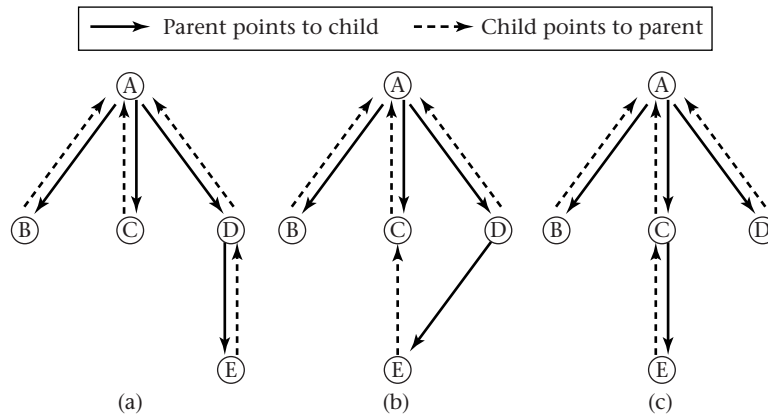 Parent points to child Child points to parent
A A A
B C D B C D B C D
E E E
(a) (b) (c)